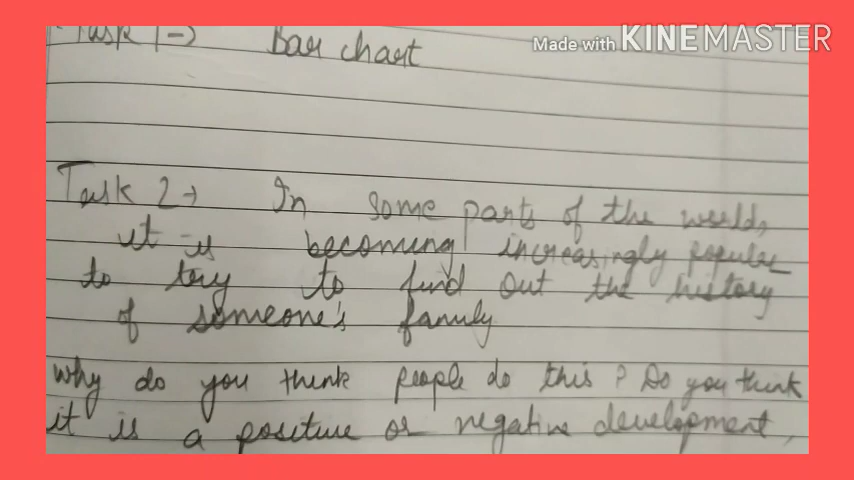 Task 1→ Bar chart
Made with KINEMASTER
Task 2→ In some parts of the world,
it is becoming increasingly popular
to try to find out the history
of someone's family
why do you think people do this? Do you think
it is a positive or negative development,